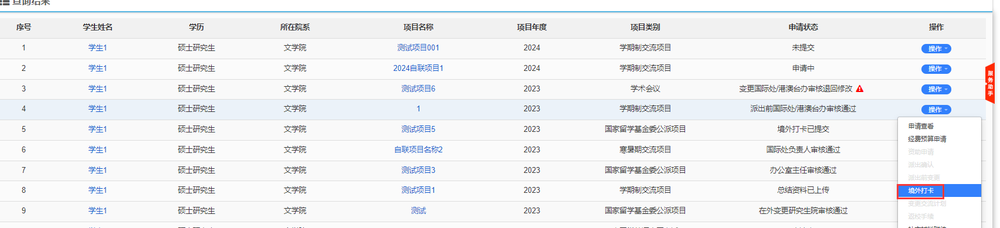 查询结果
序号 学生姓名 学历 所在院系 项目名称 项目年度 项目类别 申请状态 操作
1 学生1 硕士研究生 文学院 测试项目001 2024 学期制交流项目 未提交 操作
2 学生1 硕士研究生 文学院 2024自联项目1 2024 学期制交流项目 申请中 操作
3 学生1 硕士研究生 文学院 测试项目6 2023 学术会议 变更国际处/港澳台办审核退回修改 操作
4 学生1 硕士研究生 文学院 1 2023 学期制交流项目 派出前国际处/港澳台办审核通过 操作
5 学生1 硕士研究生 文学院 测试项目5 2023 国家留学基金委公派项目 境外打卡已提交
6 学生1 硕士研究生 文学院 自联项目名称2 2023 寒暑期交流项目 国际处负责人审核通过
7 学生1 硕士研究生 文学院 测试项目3 2023 国家留学基金委公派项目 办公室主任审核通过
8 学生1 硕士研究生 文学院 测试项目1 2023 学期制交流项目 总结资料已上传
9 学生1 硕士研究生 文学院 测试 2023 国家留学基金委公派项目 在外变更研究生院审核通过
申请查看
经费预算申请
资助申请
派出确认
派出前变更
境外打卡
变更交流计划
返校手续
服务助手